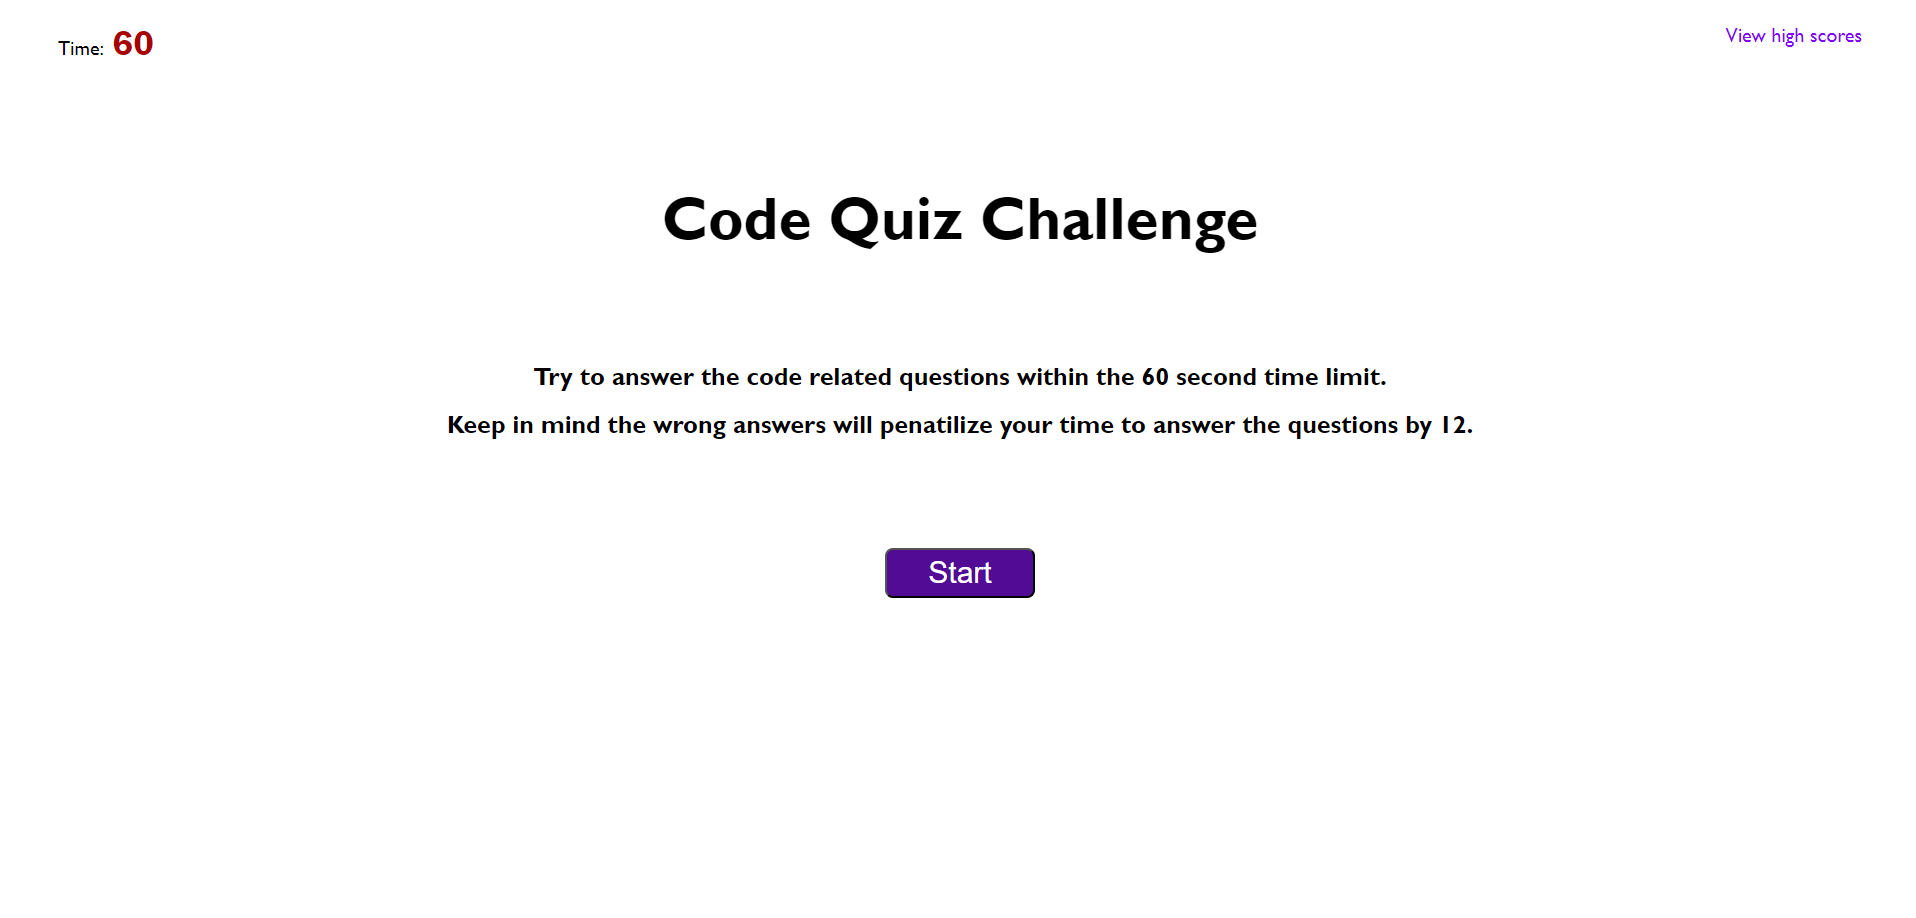 Time: 60
View high scores
Code Quiz Challenge
Try to answer the code related questions within the 60 second time limit.
Keep in mind the wrong answers will penatilize your time to answer the questions by 12.
Start